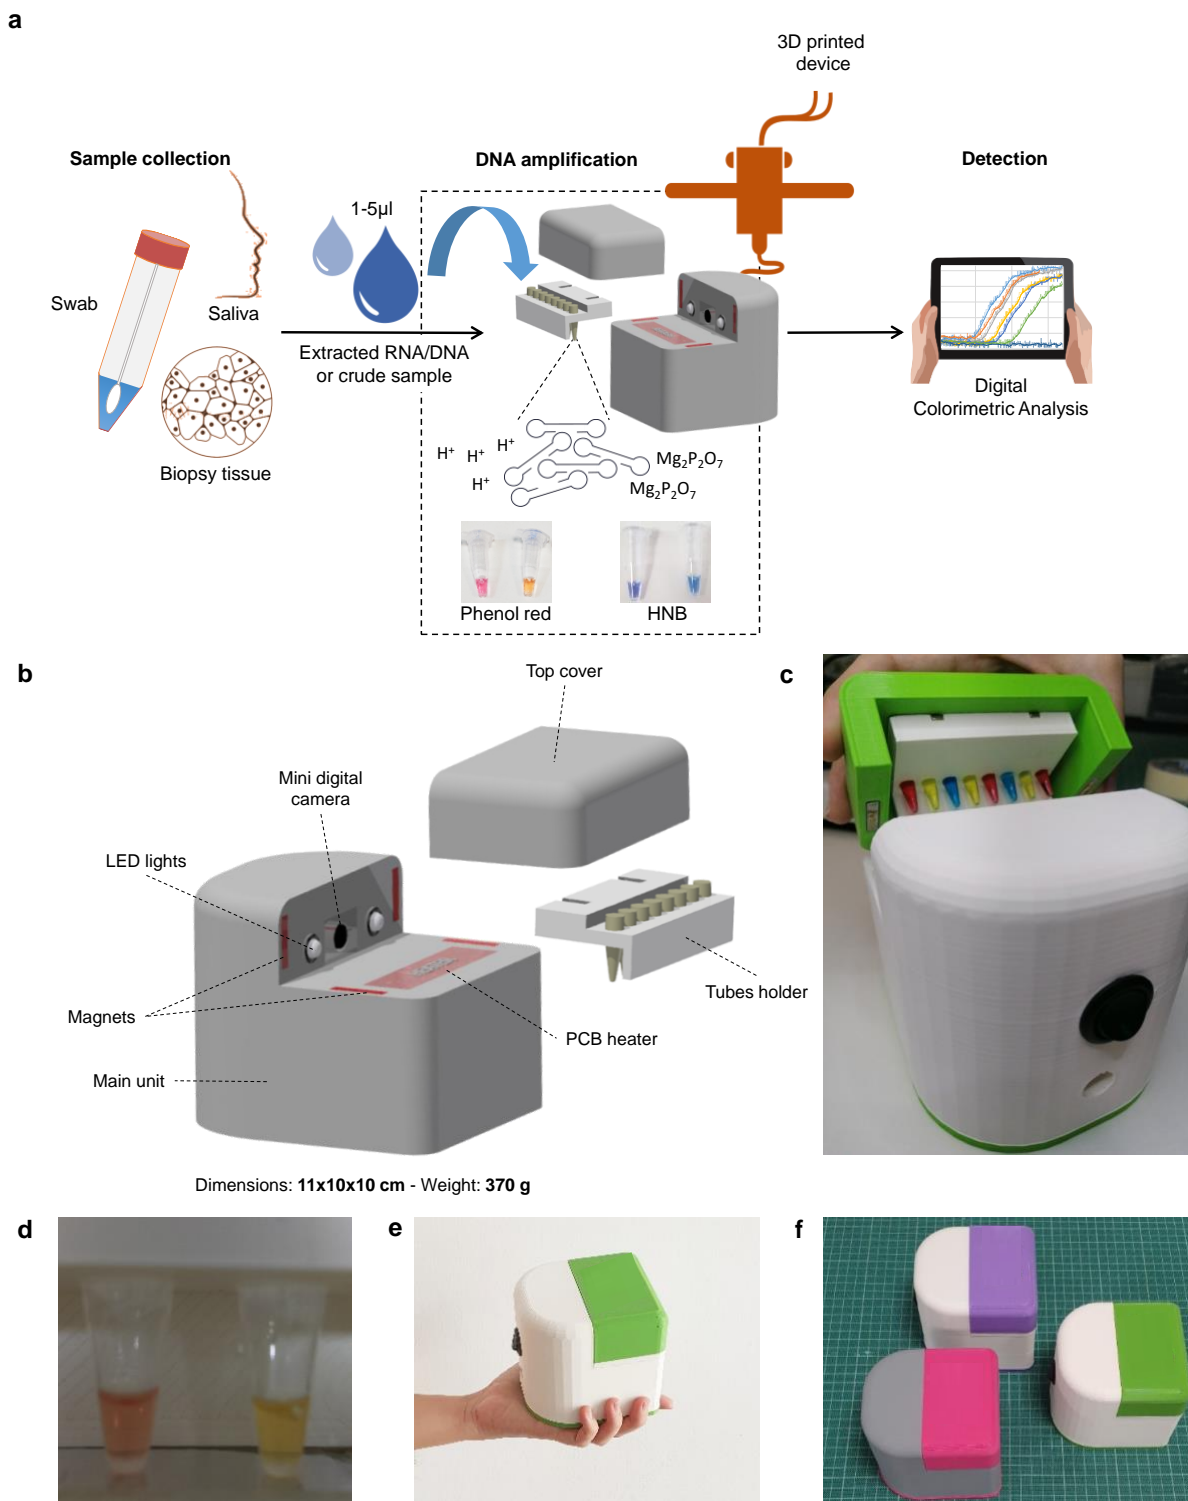 a
3D printed
device
Sample collection
DNA amplification
Detection
1-5µl
Swab
Saliva
Extracted RNA/DNA
or crude sample
Biopsy tissue
H⁺
H⁺
H⁺
H⁺
Mg₂P₂O₇
Mg₂P₂O₇
Digital
Colorimetric Analysis
Phenol red
HNB
b
Top cover
Mini digital
camera
LED lights
Tubes holder
Magnets
PCB heater
Main unit
Dimensions: 11x10x10 cm - Weight: 370 g
c
d
e
f